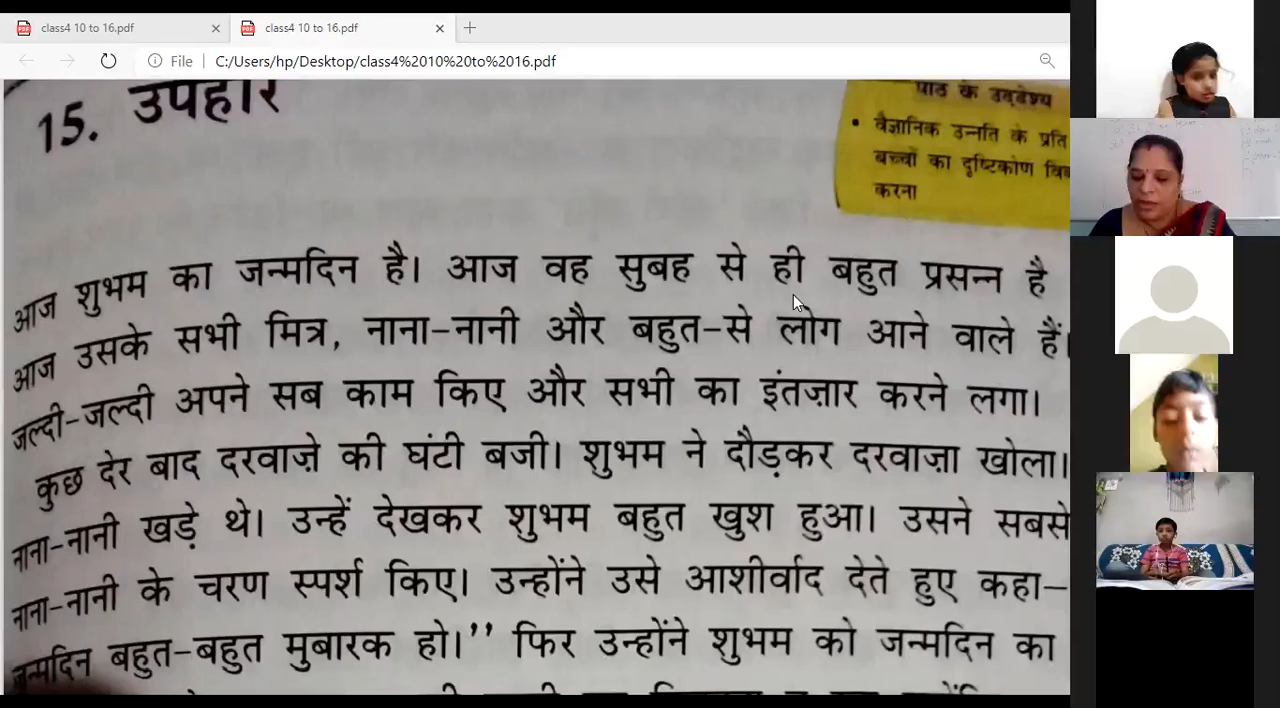 class4 10 to 16.pdf
class4 10 to 16.pdf
File
C:/Users/hp/Desktop/class4%2010%20to%2016.pdf
15. उपहार
पाठ के उद्देश्य
• वैज्ञानिक उन्नति के प्रति
बच्चों का दृष्टिकोण
करना
आज शुभम का जन्मदिन है। आज वह सुबह से ही बहुत प्रसन्न है
आज उसके सभी मित्र, नाना-नानी और बहुत-से लोग आने वाले हैं।
जल्दी-जल्दी अपने सब काम किए और सभी का इंतज़ार करने लगा।
कुछ देर बाद दरवाज़े की घंटी बजी। शुभम ने दौड़कर दरवाज़ा खोला।
नाना-नानी खड़े थे। उन्हें देखकर शुभम बहुत खुश हुआ। उसने सबसे
नाना-नानी के चरण स्पर्श किए। उन्होंने उसे आशीर्वाद देते हुए कहा–
जन्मदिन बहुत-बहुत मुबारक हो।” फिर उन्होंने शुभम को जन्मदिन का